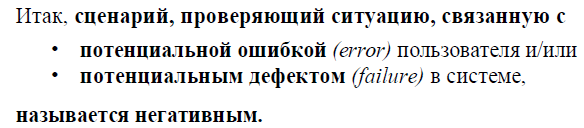 Итак, сценарий, проверяющий ситуацию, связанную с
• потенциальной ошибкой (error) пользователя и/или
• потенциальным дефектом (failure) в системе,
называется негативным.